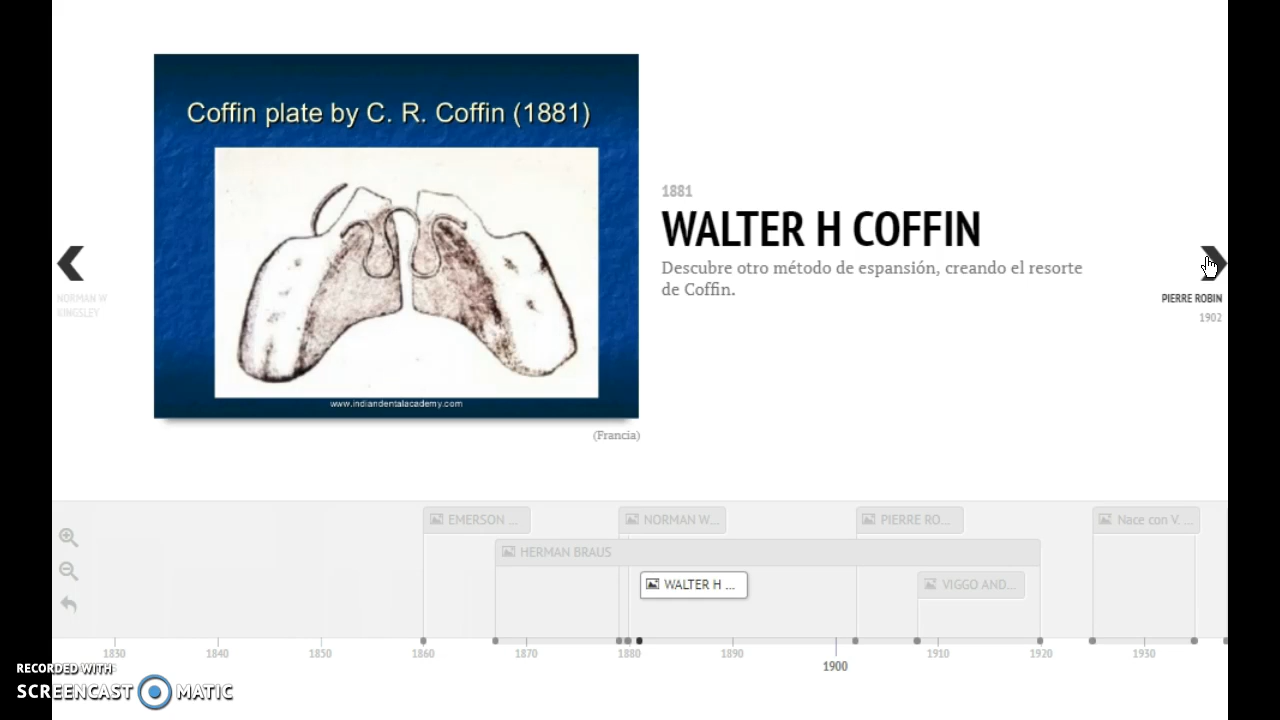 Coffin plate by C. R. Coffin (1881)
www.indiandentalacademy.com
(Francia)
1881
WALTER H COFFIN
Descubre otro método de espansión, creando el resorte
de Coffin.
NORMAN W
KINGSLEY
PIERRE ROBIN
1902
EMERSON ...
NORMAN W...
PIERRE RO...
Nace con V. ...
HERMAN BRAUS
WALTER H ...
VIGGO AND...
1830 1840 1850 1860 1870 1880 1890 1900 1910 1920 1930
RECORDED WITH
SCREENCAST MATIC